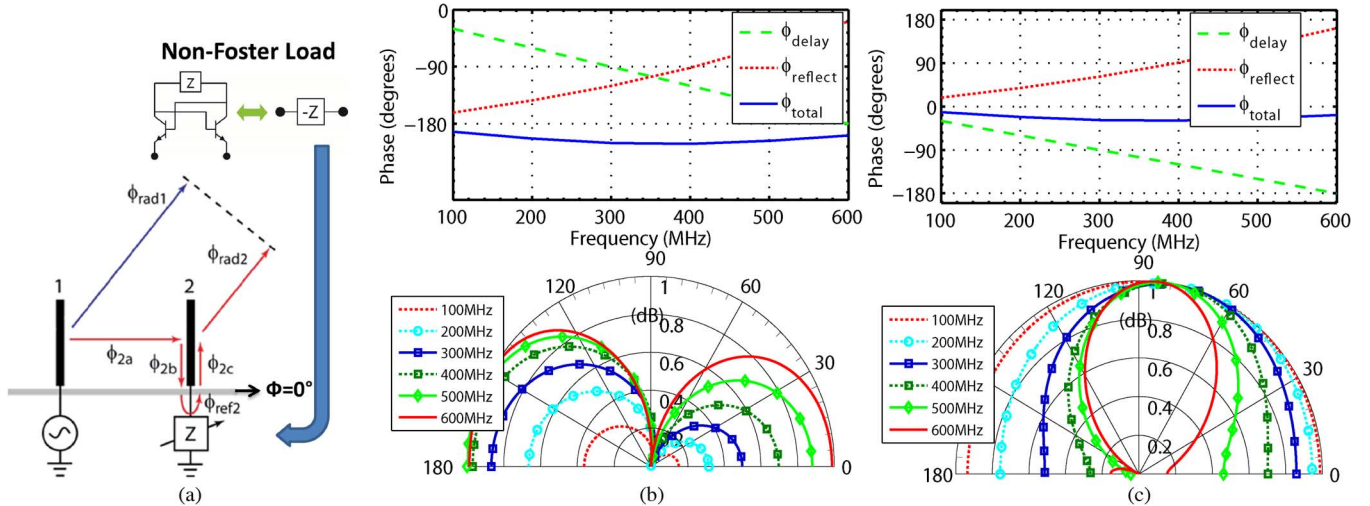 Non-Foster Load
Z
-Z
ϕrad1
ϕrad2
1
2
ϕ2a
ϕ2b
ϕ2c
Φ=0°
ϕref2
Z
(a)
0
−90
−180
Phase (degrees)
ϕdelay
ϕreflect
ϕtotal
100 200 300 400 500 600
Frequency (MHz)
90
120
60
30
180
0
1
(dB)
0.8
0.6
0.4
0.2
100MHz
200MHz
300MHz
400MHz
500MHz
600MHz
(b)
180
90
0
−90
−180
Phase (degrees)
ϕdelay
ϕreflect
ϕtotal
100 200 300 400 500 600
Frequency (MHz)
90
120
60
30
180
0
1
(dB)
0.8
0.6
0.4
0.2
100MHz
200MHz
300MHz
400MHz
500MHz
600MHz
(c)